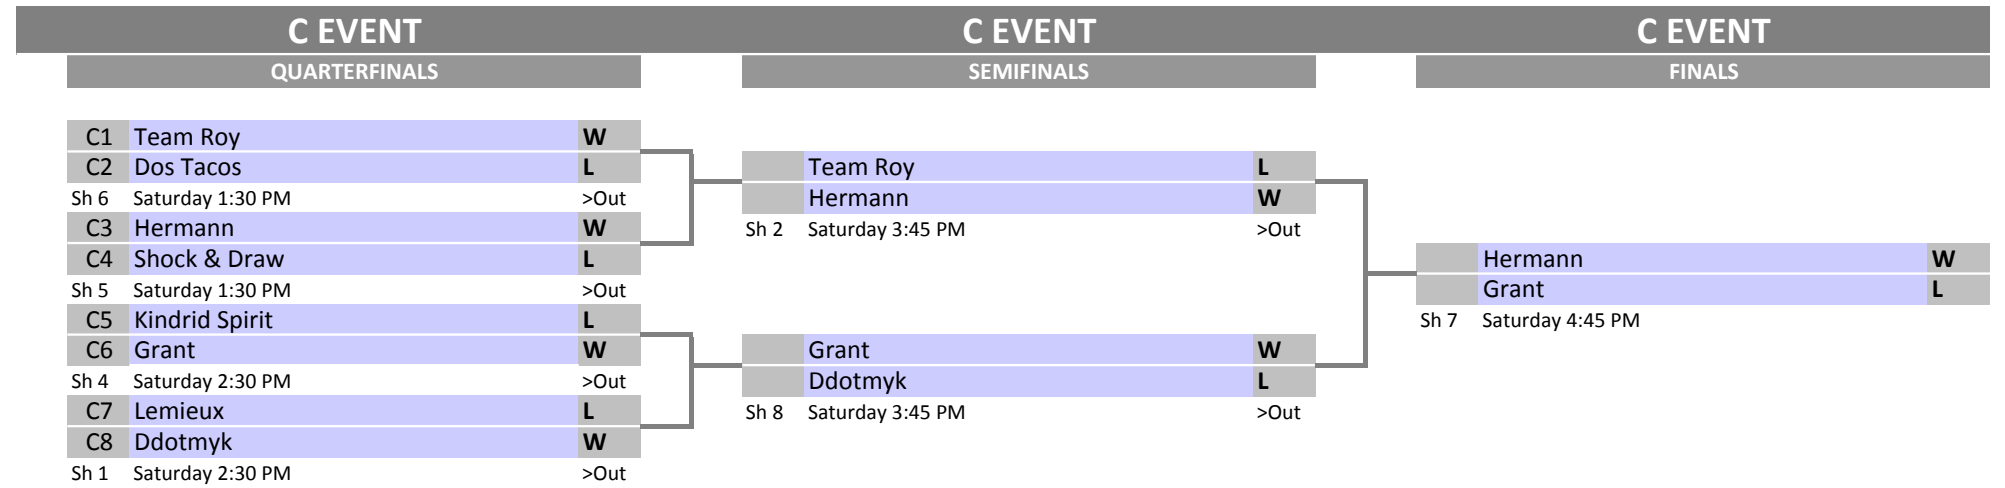 C EVENT C EVENT C EVENT
QUARTERFINALS SEMIFINALS FINALS
C1 Team Roy W
C2 Dos Tacos L
Sh 6 Saturday 1:30 PM >Out
C3 Hermann W
C4 Shock & Draw L
Sh 5 Saturday 1:30 PM >Out
C5 Kindrid Spirit L
C6 Grant W
Sh 4 Saturday 2:30 PM >Out
C7 Lemieux L
C8 Ddotmyk W
Sh 1 Saturday 2:30 PM >Out
Team Roy L
Hermann W
Sh 2 Saturday 3:45 PM >Out
Grant W
Ddotmyk L
Sh 8 Saturday 3:45 PM >Out
Hermann W
Grant L
Sh 7 Saturday 4:45 PM